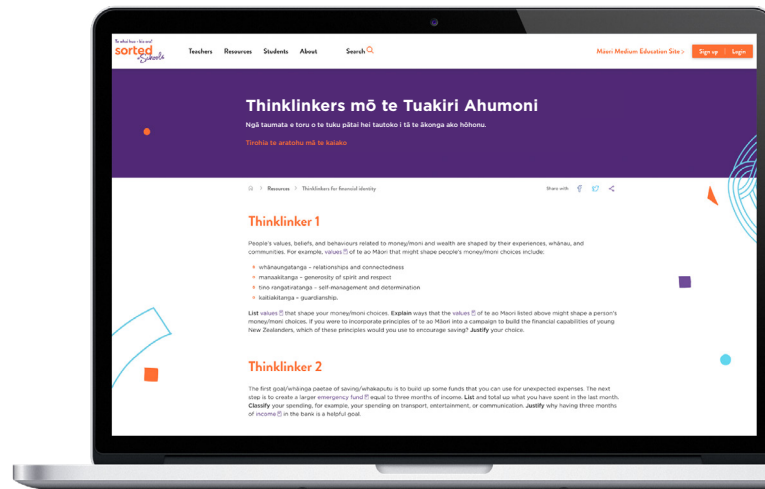 Te whai hua - kia ora!
sorted
in Schools
Teachers Resources Students About Search
Māori Medium Education Site >
Sign up | Login
Thinklinkers mō te Tuakiri Ahumoni
Ngā taumata e toru o te tuku pātai hei tautoko i tā te ākonga ako hōhonu.
Tirohia te aratohu mā te kaiako
> Resources > Thinklinkers for financial identity
Share with
Thinklinker 1
People's values, beliefs, and behaviours related to money/moni and wealth are shaped by their experiences, whānau, and
communities. For example, values of te ao Māori that might shape people's money/moni choices include:
whānaungatanga – relationships and connectedness
manaakitanga – generosity of spirit and respect
tino rangatiratanga – self-management and determination
kaitiakitanga – guardianship.
List values that shape your money/moni choices. Explain ways that the values of te ao Maori listed above might shape a person's
money/moni choices. If you were to incorporate principles of te ao Māori into a campaign to build the financial capabilities of young
New Zealanders, which of these principles would you use to encourage saving? Justify your choice.
Thinklinker 2
The first goal/whāinga paetae of saving/whakaputu is to build up some funds that you can use for unexpected expenses. The next
step is to create a larger emergency fund equal to three months of income. List and total up what you have spent in the last month.
Classify your spending, for example, your spending on transport, entertainment, or communication. Justify why having three months
of income in the bank is a helpful goal.